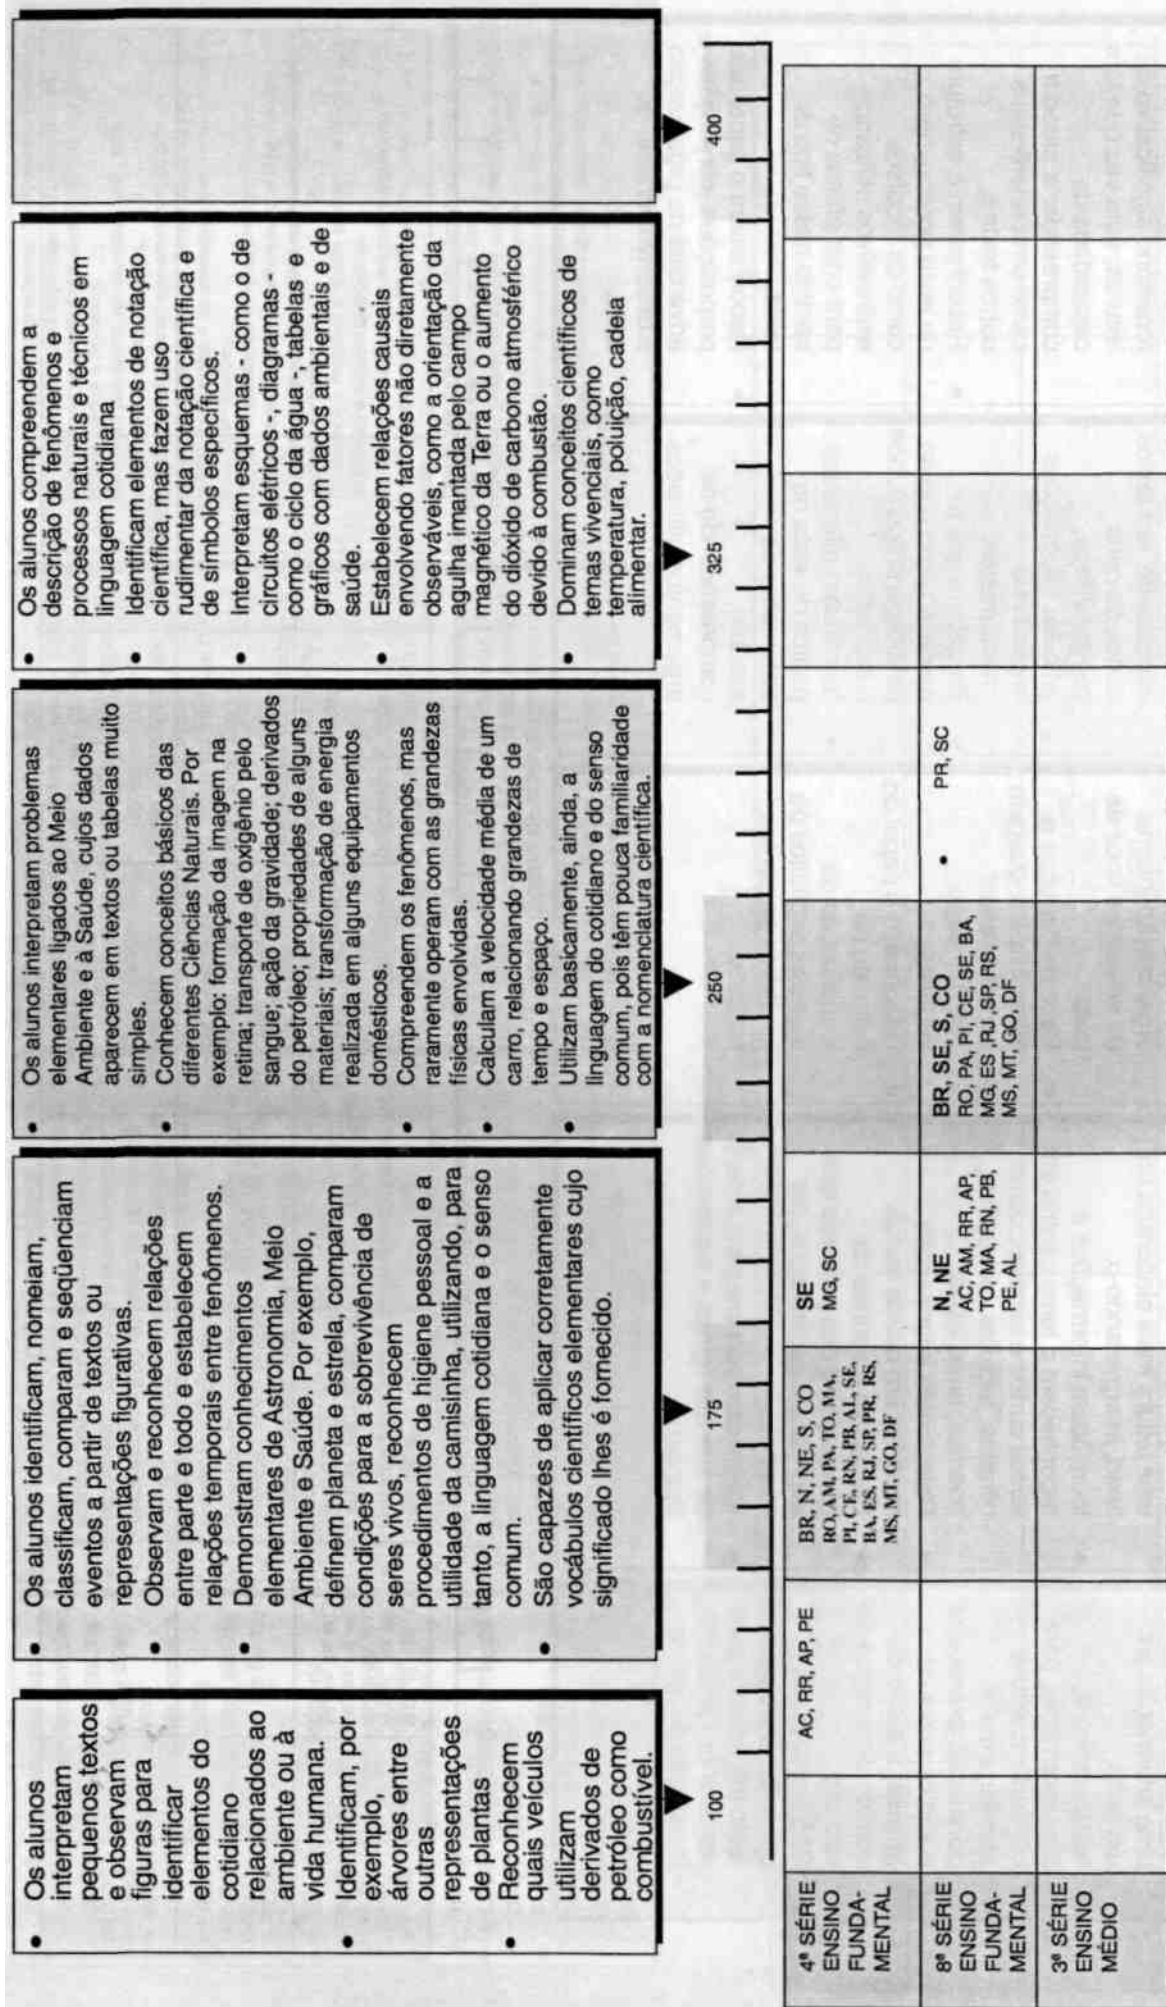 • Os alunos
interpretam
pequenos textos
e observam
figuras para
identificar
elementos do
cotidiano
relacionados ao
ambiente ou à
vida humana.
• Identificam, por
exemplo,
árvores entre
outras
representações
de plantas
• Reconhecem
quais veículos
utilizam
derivados de
petróleo como
combustível.
• Os alunos identificam, nomeiam,
classificam, comparam e seqüenciam
eventos a partir de textos ou
representações figurativas.
• Observam e reconhecem relações
entre parte e todo e estabelecem
relações temporais entre fenômenos.
• Demonstram conhecimentos
elementares de Astronomia, Meio
Ambiente e Saúde. Por exemplo,
definem planeta e estrela, comparam
condições para a sobrevivência de
seres vivos, reconhecem
procedimentos de higiene pessoal e a
utilidade da camisinha, utilizando, para
tanto, a linguagem cotidiana e o senso
comum.
• São capazes de aplicar corretamente
vocábulos científicos elementares cujo
significado lhes é fornecido.
• Os alunos interpretam problemas
elementares ligados ao Meio
Ambiente e à Saúde, cujos dados
aparecem em textos ou tabelas muito
simples.
• Conhecem conceitos básicos das
diferentes Ciências Naturais. Por
exemplo: formação da imagem na
retina; transporte de oxigênio pelo
sangue; ação da gravidade; derivados
do petróleo; propriedades de alguns
materiais; transformação de energia
realizada em alguns equipamentos
domésticos.
• Compreendem os fenômenos, mas
raramente operam com as grandezas
físicas envolvidas.
• Calculam a velocidade média de um
carro, relacionando grandezas de
tempo e espaço.
• Utilizam basicamente, ainda, a
linguagem do cotidiano e do senso
comum, pois têm pouca familiaridade
com a nomenclatura científica.
• Os alunos compreendem a
descrição de fenômenos e
processos naturais e técnicos em
linguagem cotidiana
• Identificam elementos de notação
científica, mas fazem uso
rudimentar da notação científica e
de símbolos específicos.
• Interpretam esquemas - como o de
circuitos elétricos -, diagramas -
como o ciclo da água -, tabelas - e
gráficos com dados ambientais e de
saúde.
• Estabelecem relações causais
envolvendo fatores não diretamente
observáveis, como a orientação da
agulha imantada pelo campo
magnético da Terra ou o aumento
do dióxido de carbono atmosférico
devido à combustão.
• Dominam conceitos científicos de
temas vivenciais, como
temperatura, poluição, cadeia
alimentar.
100 175 250 325 400
4ª SÉRIE
ENSINO
FUNDA-
MENTAL
AC, RR, AP, PE
BR, N, NE, S, CO
RO, AM, PA, TO, MA,
PI, CE, RN, PB, AL, SE,
BA, ES, RJ, SP, PR, RS,
MS, MT, GO, DF
SE
MG, SC
8ª SÉRIE
ENSINO
FUNDA-
MENTAL
N, NE
AC, AM, RR, AP,
TO, MA, RN, PB,
PE, AL
BR, SE, S, CO
RO, PA, PI, CE, SE, BA,
MG, ES ,RJ ,SP, RS,
MS, MT, GO, DF
• PR, SC
3ª SÉRIE
ENSINO
MÉDIO